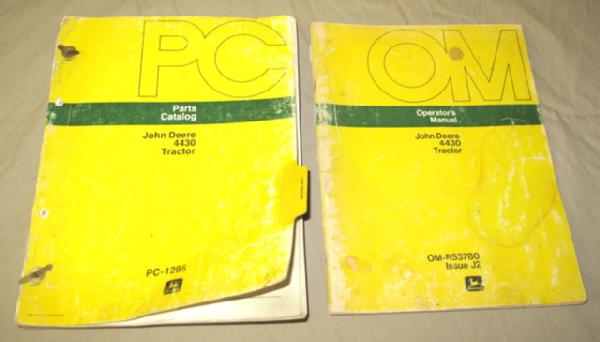 PC
Parts
Catalog
John Deere
4430
Tractor
PC-1295
OM
Operator's
Manual
John Deere
4430
Tractor
OM-R53780
Issue J2